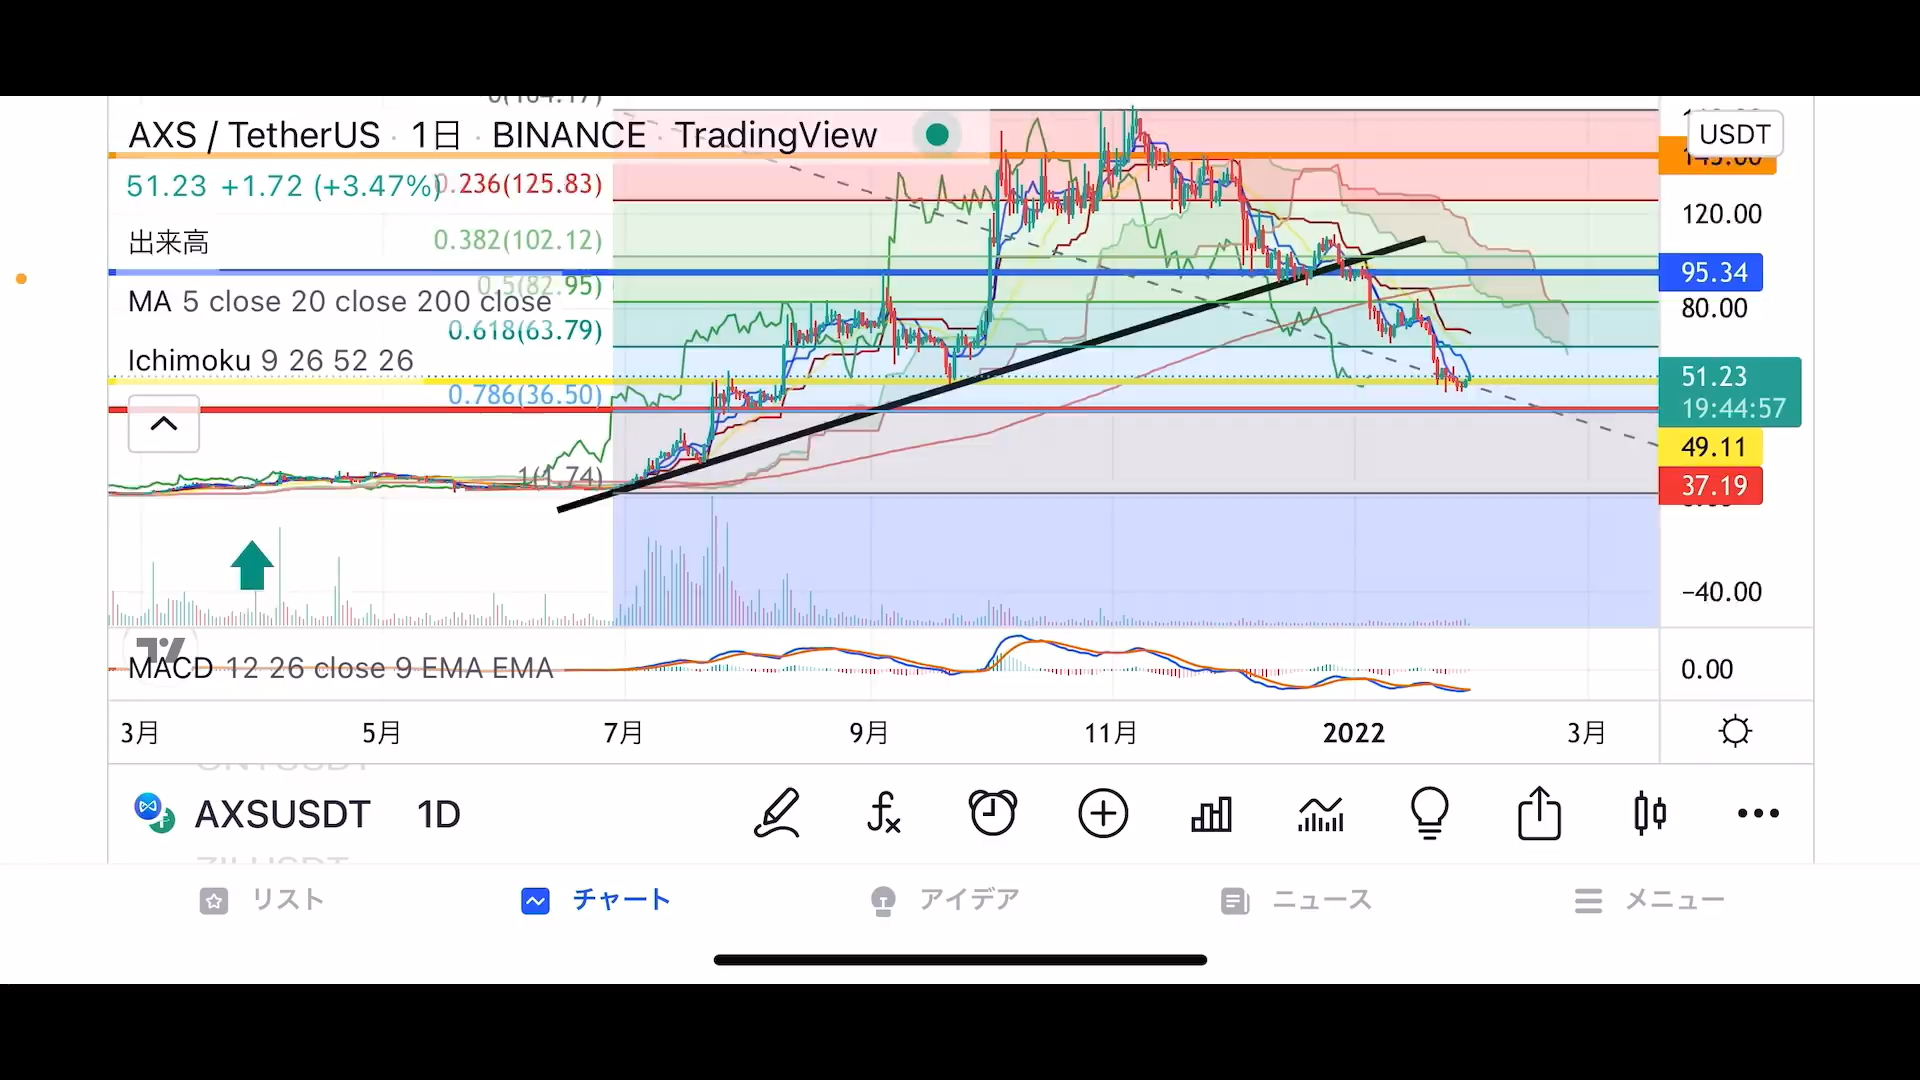 AXS / TetherUS · 1日 · BINANCE · TradingView
USDT
51.23 +1.72 (+3.47%)
0.236(125.83)
120.00
出来高
0.382(102.12)
95.34
0.5(82.95)
MA 5 close 20 close 200 close
80.00
0.618(63.79)
Ichimoku 9 26 52 26
51.23
0.786(36.50)
19:44:57
49.11
1(1.74)
37.19
−40.00
MACD 12 26 close 9 EMA EMA
0.00
3月 5月 7月 9月 11月 2022 3月
AXSUSDT 1D
リスト チャート アイデア ニュース メニュー